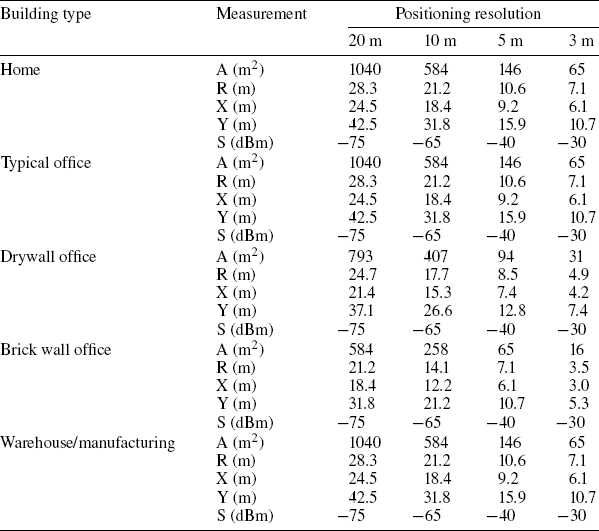 Building type Measurement Positioning resolution
20 m 10 m 5 m 3 m
Home A (m²) 1040 584 146 65
R (m) 28.3 21.2 10.6 7.1
X (m) 24.5 18.4 9.2 6.1
Y (m) 42.5 31.8 15.9 10.7
S (dBm) −75 −65 −40 −30
Typical office A (m²) 1040 584 146 65
R (m) 28.3 21.2 10.6 7.1
X (m) 24.5 18.4 9.2 6.1
Y (m) 42.5 31.8 15.9 10.7
S (dBm) −75 −65 −40 −30
Drywall office A (m²) 793 407 94 31
R (m) 24.7 17.7 8.5 4.9
X (m) 21.4 15.3 7.4 4.2
Y (m) 37.1 26.6 12.8 7.4
S (dBm) −75 −65 −40 −30
Brick wall office A (m²) 584 258 65 16
R (m) 21.2 14.1 7.1 3.5
X (m) 18.4 12.2 6.1 3.0
Y (m) 31.8 21.2 10.7 5.3
S (dBm) −75 −65 −40 −30
Warehouse/manufacturing A (m²) 1040 584 146 65
R (m) 28.3 21.2 10.6 7.1
X (m) 24.5 18.4 9.2 6.1
Y (m) 42.5 31.8 15.9 10.7
S (dBm) −75 −65 −40 −30